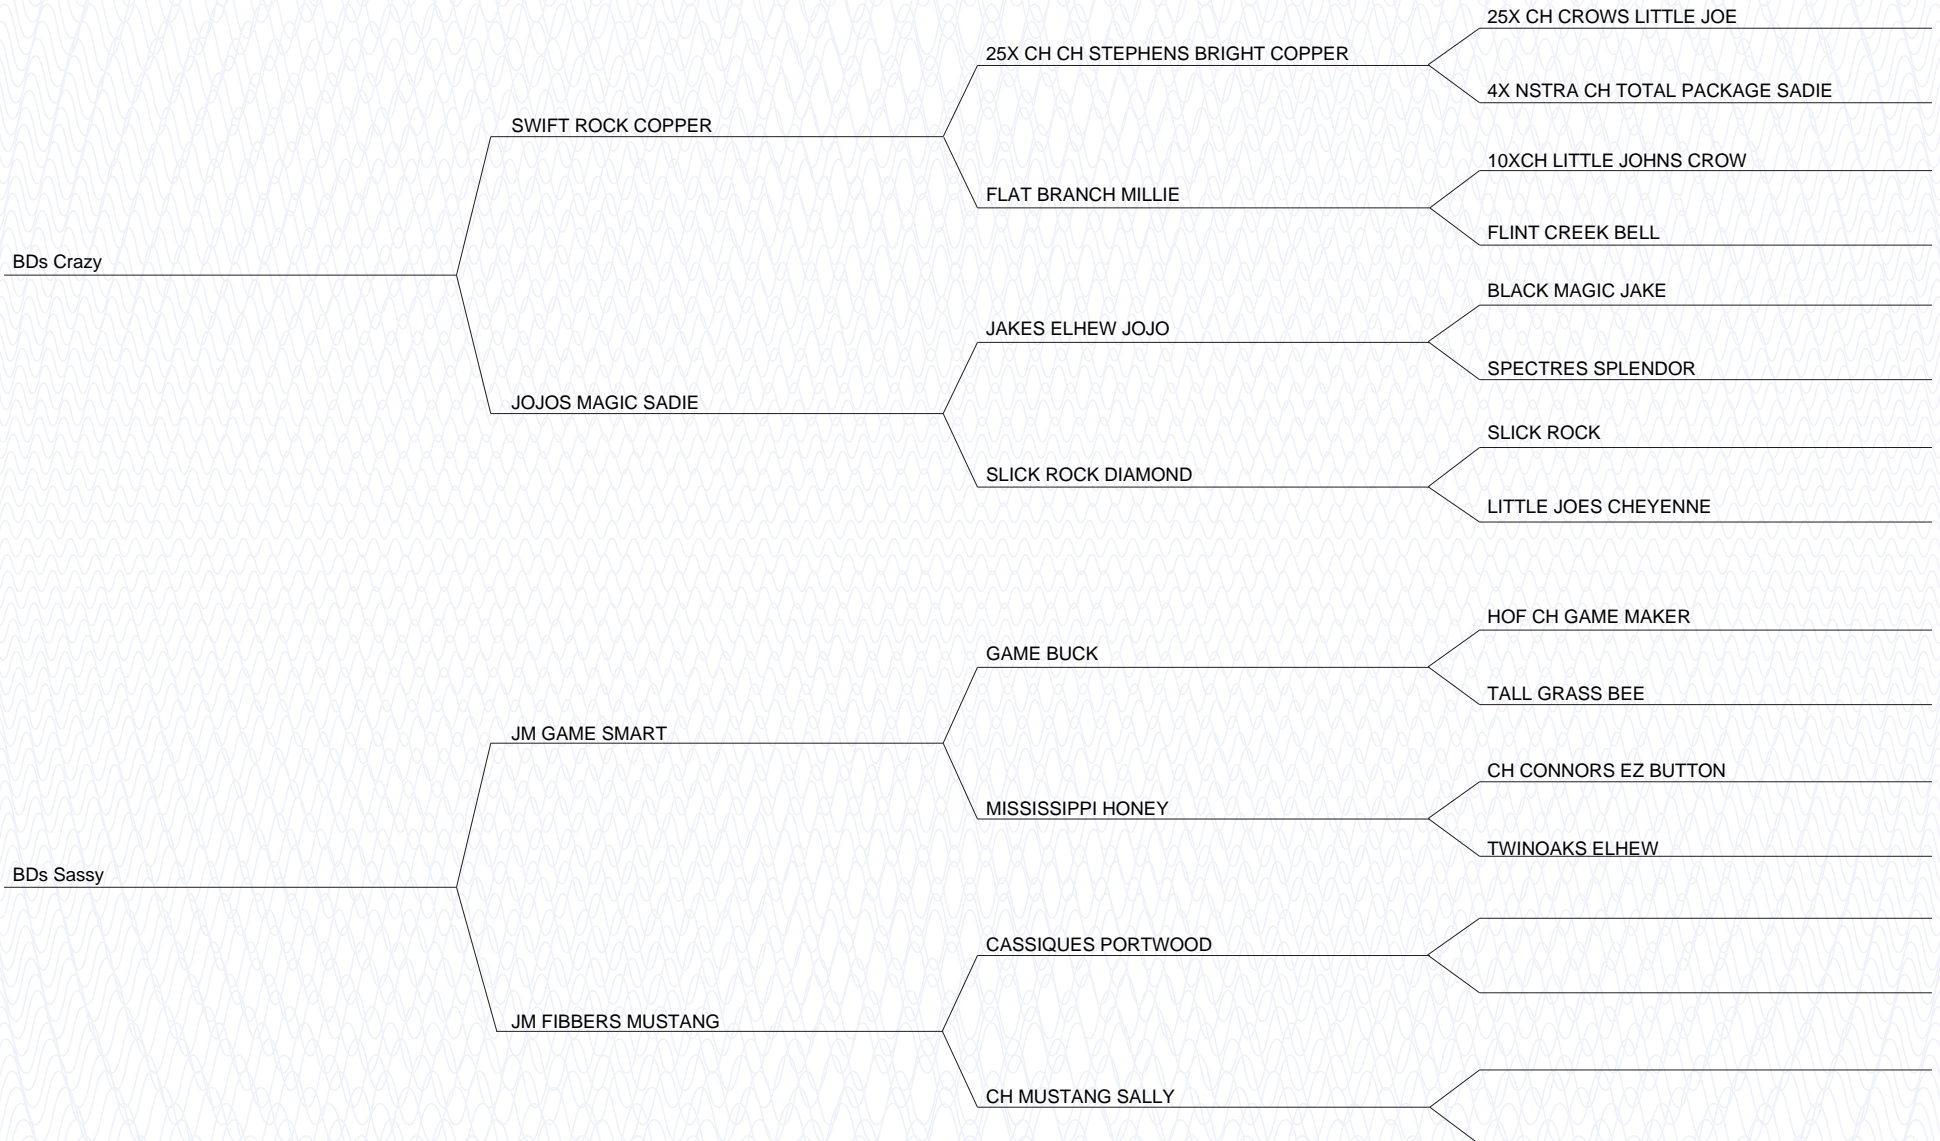 25X CH CROWS LITTLE JOE
25X CH CH STEPHENS BRIGHT COPPER
4X NSTRA CH TOTAL PACKAGE SADIE
SWIFT ROCK COPPER
10XCH LITTLE JOHNS CROW
FLAT BRANCH MILLIE
FLINT CREEK BELL
BDs Crazy
BLACK MAGIC JAKE
JAKES ELHEW JOJO
SPECTRES SPLENDOR
JOJOS MAGIC SADIE
SLICK ROCK
SLICK ROCK DIAMOND
LITTLE JOES CHEYENNE
HOF CH GAME MAKER
GAME BUCK
TALL GRASS BEE
JM GAME SMART
CH CONNORS EZ BUTTON
MISSISSIPPI HONEY
TWINOAKS ELHEW
BDs Sassy
CASSIQUES PORTWOOD
JM FIBBERS MUSTANG
CH MUSTANG SALLY